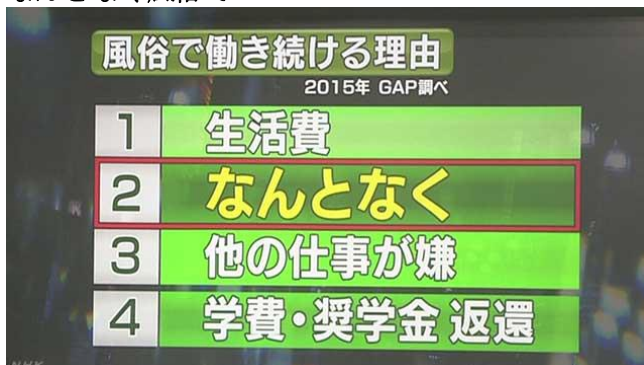 風俗で働き続ける理由
2015年 GAP調べ
1 生活費
2 なんとなく
3 他の仕事が嫌
4 学費・奨学金 返還
NHK